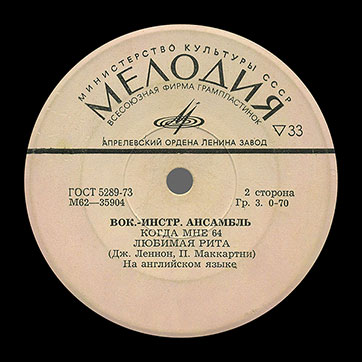 МИНИСТЕРСТВО КУЛЬТУРЫ СССР
МЕЛОДИЯ
ВСЕСОЮЗНАЯ ФИРМА ГРАМПЛАСТИНОК
▽33
АПРЕЛЕВСКИЙ ОРДЕНА ЛЕНИНА ЗАВОД
ГОСТ 5289-73
2 сторона
М62—35904
Гр. 3. 0-70
ВОК.-ИНСТР. АНСАМБЛЬ
КОГДА МНЕ 64
ЛЮБИМАЯ РИТА
(Дж. Леннон, П. Маккартни)
На английском языке